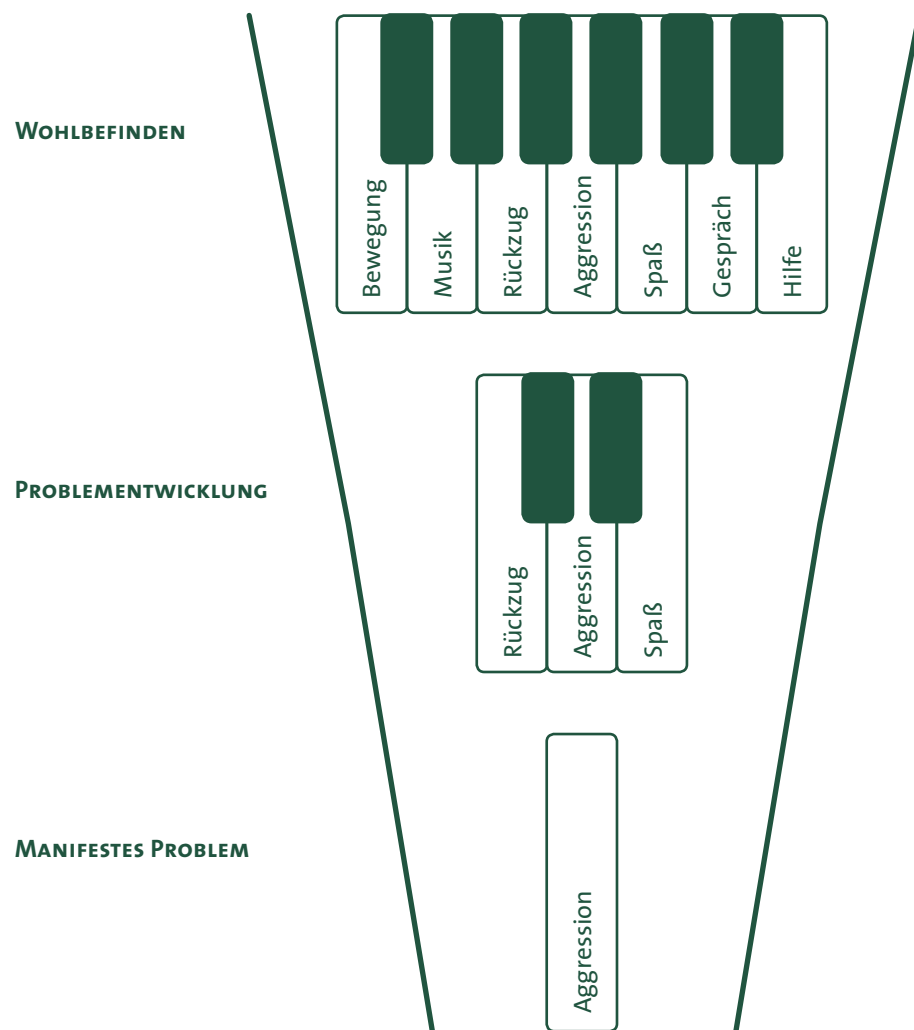 WOHLBEFINDEN
Bewegung
Musik
Rückzug
Aggression
Spaß
Gespräch
Hilfe
PROBLEMENTWICKLUNG
Rückzug
Aggression
Spaß
MANIFESTES PROBLEM
Aggression